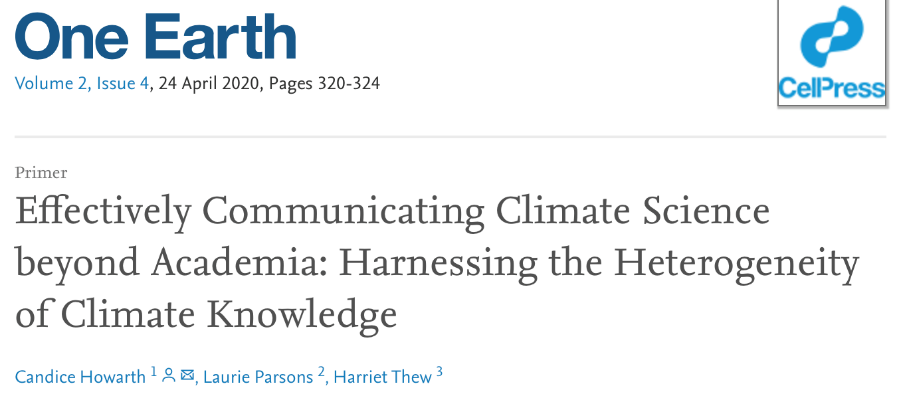 One Earth
Volume 2, Issue 4, 24 April 2020, Pages 320-324
CellPress
Primer
Effectively Communicating Climate Science
beyond Academia: Harnessing the Heterogeneity
of Climate Knowledge
Candice Howarth 1, Laurie Parsons 2, Harriet Thew 3